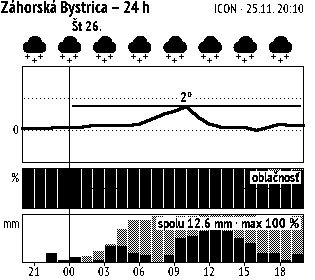 Záhorská Bystrica – 24 h
ICON · 25.11. 20:10
Št 26.
2°
0
%
oblačnosť
mm
spolu 12.6 mm · max 100 %
21 00 03 06 09 12 15 18